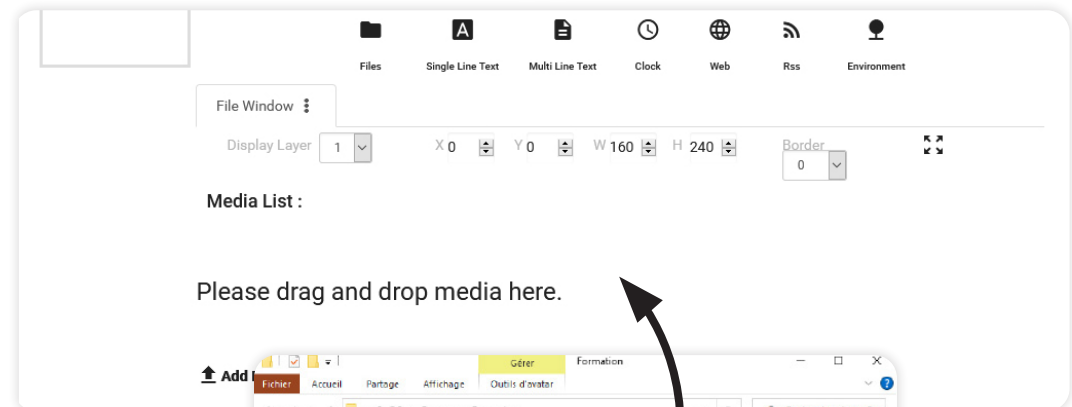 Files Single Line Text Multi Line Text Clock Web Rss Environment
File Window
Display Layer 1 X 0 Y 0 W 160 H 240 Border 0
Media List :
Please drag and drop media here.
Add
Gérer Formation
Fichier Accueil Partage Affichage Outils d'avatar